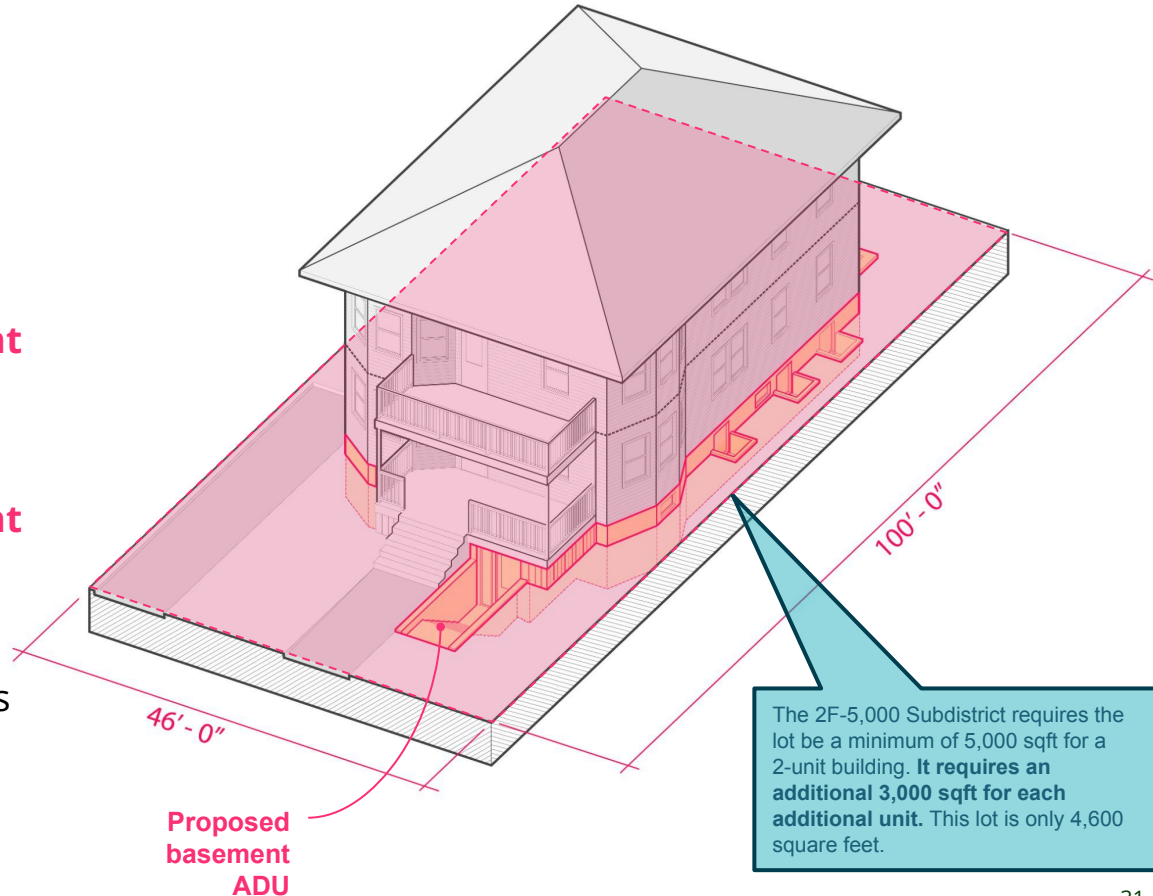 nt
nt
s
46'-0"
100'-0"
Proposed
basement
ADU
The 2F-5,000 Subdistrict requires the
lot be a minimum of 5,000 sqft for a
2-unit building. It requires an
additional 3,000 sqft for each
additional unit. This lot is only 4,600
square feet.